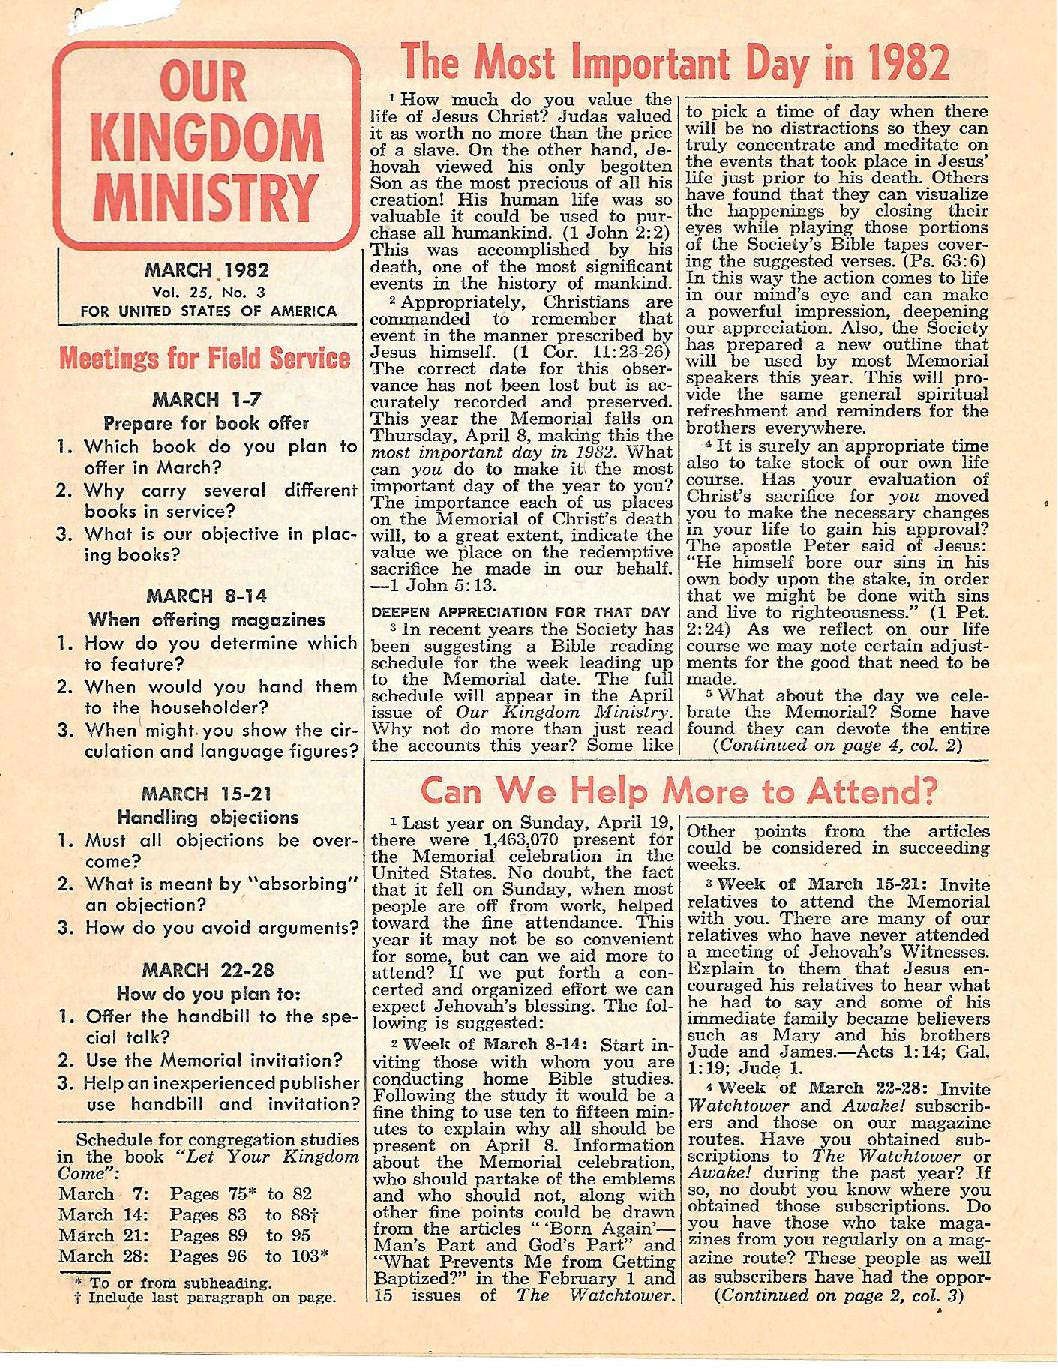 OUR
KINGDOM
MINISTRY
MARCH 1982
Vol. 25, No. 3
FOR UNITED STATES OF AMERICA
Meetings for Field Service
MARCH 1-7
Prepare for book offer
1. Which book do you plan to
offer in March?
2. Why carry several different
books in service?
3. What is our objective in plac-
ing books?
MARCH 8-14
When offering magazines
1. How do you determine which
to feature?
2. When would you hand them
to the householder?
3. When might you show the cir-
culation and language figures?
MARCH 15-21
Handling objections
1. Must all objections be over-
come?
2. What is meant by "absorbing"
an objection?
3. How do you avoid arguments?
MARCH 22-28
How do you plan to:
1. Offer the handbill to the spe-
cial talk?
2. Use the Memorial invitation?
3. Help an inexperienced publisher
use handbill and invitation?
Schedule for congregation studies
in the book "Let Your Kingdom
Come":
March 7: Pages 75* to 82
March 14: Pages 83 to 88†
March 21: Pages 89 to 95
March 28: Pages 96 to 103*
* To or from subheading.
† Include last paragraph on page.
The Most Important Day in 1982
1 How much do you value the
life of Jesus Christ? Judas valued
it as worth no more than the price
of a slave. On the other hand, Je-
hovah viewed his only begotten
Son as the most precious of all his
creation! His human life was so
valuable it could be used to pur-
chase all humankind. (1 John 2:2)
This was accomplished by his
death, one of the most significant
events in the history of mankind.
2 Appropriately, Christians are
commanded to remember that
event in the manner prescribed by
Jesus himself. (1 Cor. 11:23-26)
The correct date for this obser-
vance has not been lost but is ac-
curately recorded and preserved.
This year the Memorial falls on
Thursday, April 8, making this the
most important day in 1982. What
can you do to make it the most
important day of the year to you?
The importance each of us places
on the Memorial of Christ's death
will, to a great extent, indicate the
value we place on the redemptive
sacrifice he made in our behalf.
—1 John 5:13.
DEEPEN APPRECIATION FOR THAT DAY
3 In recent years the Society has
been suggesting a Bible reading
schedule for the week leading up
to the Memorial date. The full
schedule will appear in the April
issue of Our Kingdom Ministry.
Why not do more than just read
the accounts this year? Some like
to pick a time of day when there
will be no distractions so they can
truly concentrate and meditate on
the events that took place in Jesus'
life just prior to his death. Others
have found that they can visualize
the happenings by closing their
eyes while playing those portions
of the Society's Bible tapes cover-
ing the suggested verses. (Ps. 63:6)
In this way the action comes to life
in our mind's eye and can make
a powerful impression, deepening
our appreciation. Also, the Society
has prepared a new outline that
will be used by most Memorial
speakers this year. This will pro-
vide the same general spiritual
refreshment and reminders for the
brothers everywhere.
4 It is surely an appropriate time
also to take stock of our own life
course. Has your evaluation of
Christ's sacrifice for you moved
you to make the necessary changes
in your life to gain his approval?
The apostle Peter said of Jesus:
"He himself bore our sins in his
own body upon the stake, in order
that we might be done with sins
and live to righteousness." (1 Pet.
2:24) As we reflect on our life
course we may note certain adjust-
ments for the good that need to be
made.
5 What about the day we cele-
brate the Memorial? Some have
found they can devote the entire
(Continued on page 4, col. 2)
Can We Help More to Attend?
1 Last year on Sunday, April 19,
there were 1,463,070 present for
the Memorial celebration in the
United States. No doubt, the fact
that it fell on Sunday, when most
people are off from work, helped
toward the fine attendance. This
year it may not be so convenient
for some, but can we aid more to
attend? If we put forth a con-
certed and organized effort we can
expect Jehovah's blessing. The fol-
lowing is suggested:
2 Week of March 8-14: Start in-
viting those with whom you are
conducting home Bible studies.
Following the study it would be a
fine thing to use ten to fifteen min-
utes to explain why all should be
present on April 8. Information
about the Memorial celebration,
who should partake of the emblems
and who should not, along with
other fine points could be drawn
from the articles " 'Born Again'—
Man's Part and God's Part" and
"What Prevents Me from Getting
Baptized?" in the February 1 and
15 issues of The Watchtower.
Other points from the articles
could be considered in succeeding
weeks.
3 Week of March 15-21: Invite
relatives to attend the Memorial
with you. There are many of our
relatives who have never attended
a meeting of Jehovah's Witnesses.
Explain to them that Jesus en-
couraged his relatives to hear what
he had to say and some of his
immediate family became believers
such as Mary and his brothers
Jude and James.—Acts 1:14; Gal.
1:19; Jude 1.
4 Week of March 22-28: Invite
Watchtower and Awake! subscrib-
ers and those on our magazine
routes. Have you obtained sub-
scriptions to The Watchtower or
Awake! during the past year? If
so, no doubt you know where you
obtained those subscriptions. Do
you have those who take maga-
zines from you regularly on a mag-
azine route? These people as well
as subscribers have had the oppor-
(Continued on page 2, col. 3)